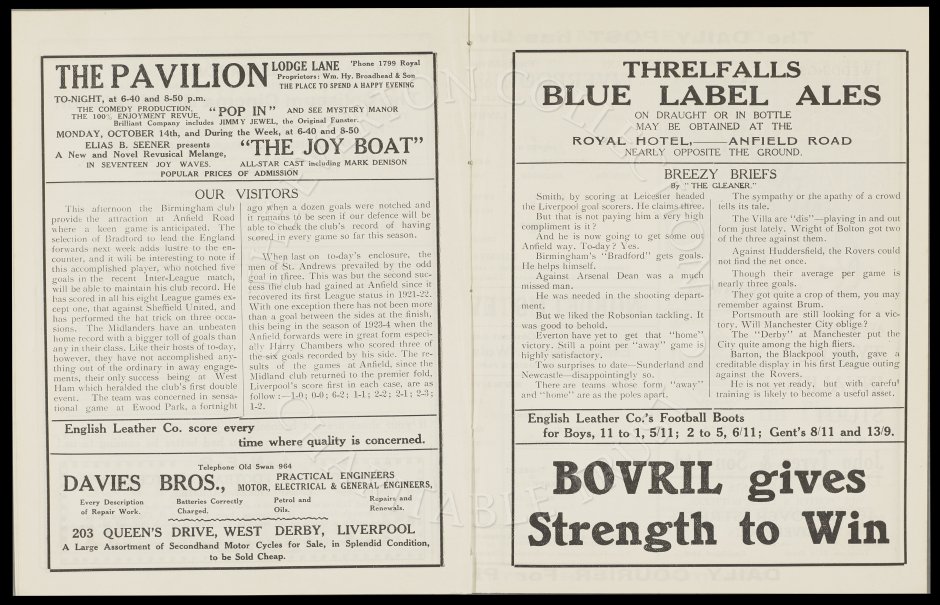 THE PAVILION
LODGE LANE 'Phone 1799 Royal
Proprietors: Wm. Hy. Broadhead & Son
THE PLACE TO SPEND A HAPPY EVENING
TO-NIGHT, at 6-40 and 8-50 p.m.
THE COMEDY PRODUCTION,
THE 100% ENJOYMENT REVUE,
"POP IN" AND SEE MYSTERY MANOR
Brilliant Company includes JIMMY JEWEL, the Original Funster.
MONDAY, OCTOBER 14th, and During the Week, at 6-40 and 8-50
ELIAS B. SEENER presents
A New and Novel Revusical Melange,
IN SEVENTEEN JOY WAVES.
"THE JOY BOAT"
ALL-STAR CAST including MARK DENISON
POPULAR PRICES OF ADMISSION
OUR VISITORS
This afternoon the Birmingham club
provide the attraction at Anfield Road
where a keen game is anticipated. The
selection of Bradford to lead the England
forwards next week adds lustre to the en-
counter, and it will be interesting to note if
this accomplished player, who notched five
goals in the recent Inter-League match,
will be able to maintain his club record. He
has scored in all his eight League games ex-
cept one, that against Sheffield United, and
has performed the hat trick on three occa-
sions. The Midlanders have an unbeaten
home record with a bigger toll of goals than
any in their class. Like their hosts of to-day,
however, they have not accomplished any-
thing out of the ordinary in away engage-
ments, their only success being at West
Ham which heralded the club's first double
event. The team was concerned in sensa-
tional game at Ewood Park, a fortnight
ago when a dozen goals were notched and
it remains to be seen if our defence will be
able to check the club's record of having
scored in every game so far this season.
When last on to-day's enclosure, the
men of St. Andrews prevailed by the odd
goal in three. This was but the second suc-
cess the club had gained at Anfield since it
recovered its first League status in 1921-22.
With one exception there has not been more
than a goal between the sides at the finish,
this being in the season of 1923-4 when the
Anfield forwards were in great form especi-
ally Harry Chambers who scored three of
the six goals recorded by his side. The re-
sults of the games at Anfield, since the
Midland club returned to the premier fold,
Liverpool's score first in each case, are as
follow:—1-0; 0-0; 6-2; 1-1; 2-2; 2-1; 2-3;
1-2.
English Leather Co. score every
time where quality is concerned.
Telephone Old Swan 964
DAVIES BROS., PRACTICAL ENGINEERS
MOTOR, ELECTRICAL & GENERAL ENGINEERS,
Every Description of Repair Work. Batteries Correctly Charged. Petrol and Oils. Repairs and Renewals.
203 QUEEN'S DRIVE, WEST DERBY, LIVERPOOL
A Large Assortment of Secondhand Motor Cycles for Sale, in Splendid Condition,
to be Sold Cheap.
THRELFALLS
BLUE LABEL ALES
ON DRAUGHT OR IN BOTTLE
MAY BE OBTAINED AT THE
ROYAL HOTEL,——ANFIELD ROAD
NEARLY OPPOSITE THE GROUND.
BREEZY BRIEFS
By "THE GLEANER."
Smith, by scoring at Leicester headed
the Liverpool goal scorers. He claims three.
But that is not paying him a very high
compliment is it?
And he is now going to get some out
Anfield way. To-day? Yes.
Birmingham's "Bradford" gets goals.
He helps himself.
Against Arsenal Dean was a much
missed man.
He was needed in the shooting depart-
ment.
But we liked the Robsonian tackling. It
was good to behold.
Everton have yet to get that "home"
victory. Still a point per "away" game is
highly satisfactory.
Two surprises to date—Sunderland and
Newcastle—disappointingly so.
There are teams whose form "away"
and "home" are as the poles apart.
The sympathy or the apathy of a crowd
tells its tale.
The Villa are "dis"—playing in and out
form just lately. Wright of Bolton got two
of the three against them.
Against Huddersfield, the Rovers could
not find the net once.
Though their average per game is
nearly three goals.
They got quite a crop of them, you may
remember against Brum.
Portsmouth are still looking for a vic-
tory. Will Manchester City oblige?
The "Derby" at Manchester put the
City quite among the high fliers.
Barton, the Blackpool youth, gave a
creditable display in his first League outing
against the Rovers.
He is not yet ready, but with careful
training is likely to become a useful asset.
English Leather Co.'s Football Boots
for Boys, 11 to 1, 5/11; 2 to 5, 6/11; Gent's 8/11 and 13/9.
BOVRIL gives
Strength to Win